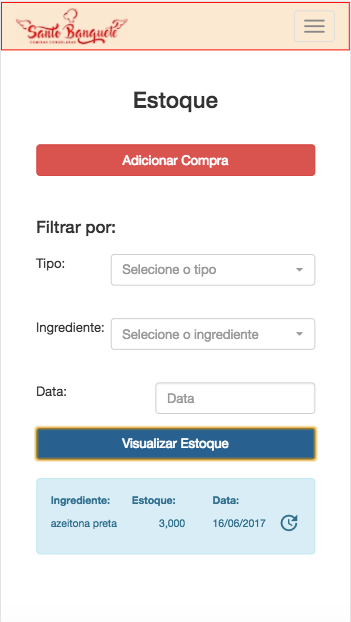 Santo Banquete
COMIDAS CONGELADAS
Estoque
Adicionar Compra
Filtrar por:
Tipo: Selecione o tipo
Ingrediente: Selecione o ingrediente
Data: Data
Visualizar Estoque
Ingrediente: Estoque: Data:
azeitona preta 3,000 16/06/2017